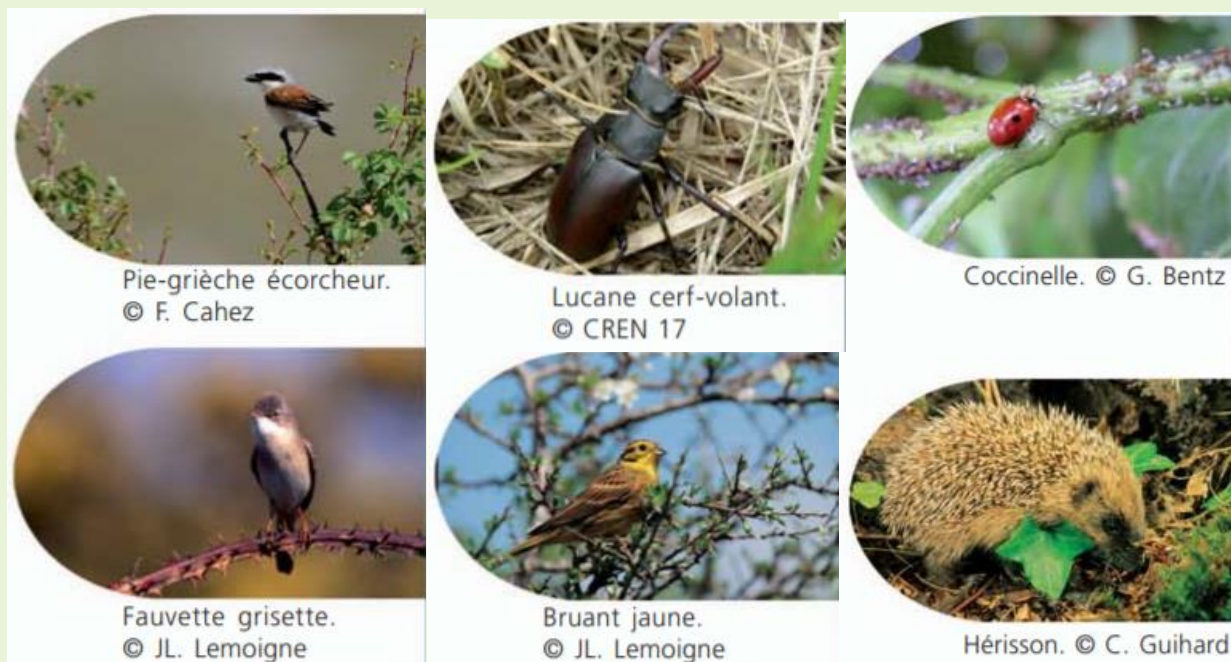 Pie-grièche écorcheur.
© F. Cahez
Lucane cerf-volant.
© CREN 17
Coccinelle. © G. Bentz
Fauvette grisette.
© JL. Lemoigne
Bruant jaune.
© JL. Lemoigne
Hérisson. © C. Guihard